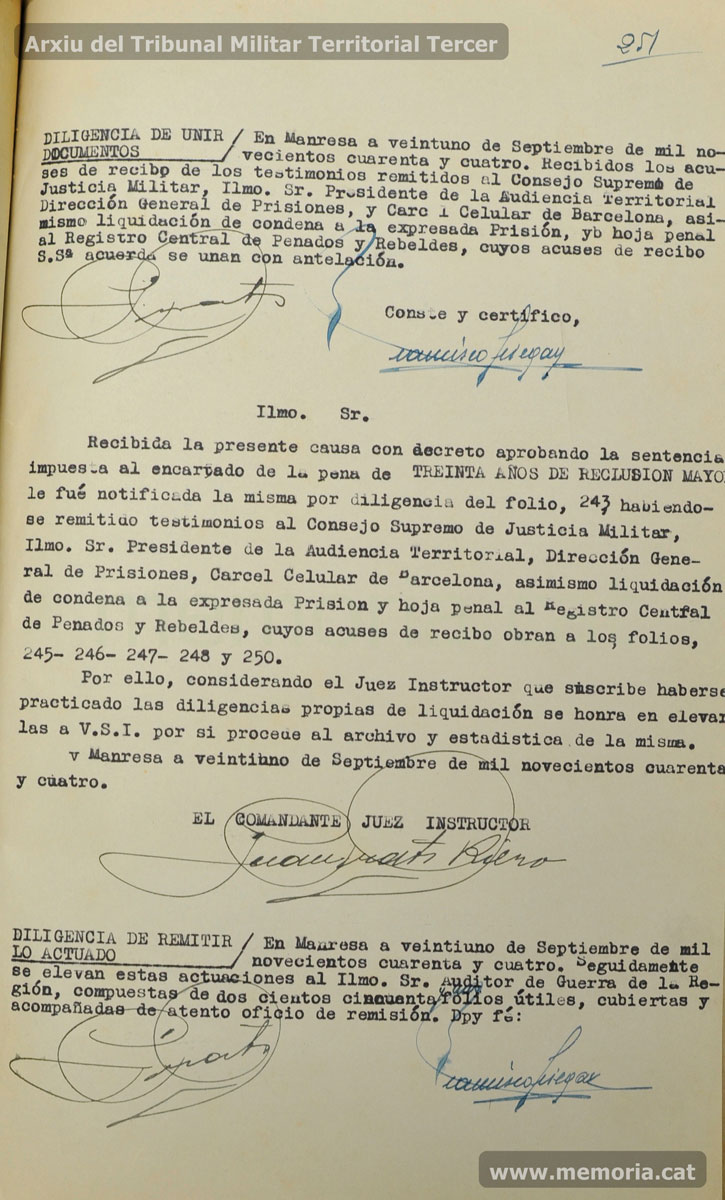 Arxiu del Tribunal Militar Territorial Tercer
251
DILIGENCIA DE UNIR / En Manresa a veintuno de Septiembre de mil no-
DOCUMENTOS / vecientos cuarenta y cuatro. Recibidos los acu-
ses de recibo de los testimonios remitidos al Consejo Supremo de
Justicia Militar, Ilmo. Sr. Presidente de la Audiencia Territorial
Dirección General de Prisiones, y Carc l Celular de Barcelona, asi-
mismo liquidación de condena a la expresada Prisión, yb hoja penal
al Registro Central de Penados y Rebeldes, cuyos acuses de recibo
S.Sª acuerda se unan con antelación.
Conste y certifico,
Ilmo. Sr.
Recibida la presente causa con decreto aprobando la sentencia
impuesta al encartado de la pena de TREINTA AÑOS DE RECLUSION MAYO
le fué notificada la misma por diligencia del folio, 243 habiendo-
se remitido testimonios al Consejo Supremo de Justicia Militar,
Ilmo. Sr. Presidente de la Audiencia Territorial, Dirección Gene-
ral de Prisiones, Carcel Celular de Barcelona, asimismo liquidación
de condena a la expresada Prision y hoja penal al Registro Central
de Penados y Rebeldes, cuyos acuses de recibo obran a los folios,
245- 246- 247- 248 y 250.
Por ello, considerando el Juez Instructor que suscribe haberse
practicado las diligencias propias de liquidación se honra en elevar
las a V.S.I. por si procede al archivo y estadistica de la misma.
Manresa a veintiuno de Septiembre de mil novecientos cuarenta
y cuatro.
EL COMANDANTE JUEZ INSTRUCTOR
Juan Prats Riero
DILIGENCIA DE REMITIR / En Manresa a veintiuno de Septiembre de mil
LO ACTUADO / novecientos cuarenta y cuatro. Seguidamente
se elevan estas actuaciones al Ilmo. Sr. Auditor de Guerra de la Re-
gión, compuestas de dos cientos cincuenta folios útiles, cubiertas y
acompañadas de atento oficio de remisión. Dpy fé:
www.memoria.cat